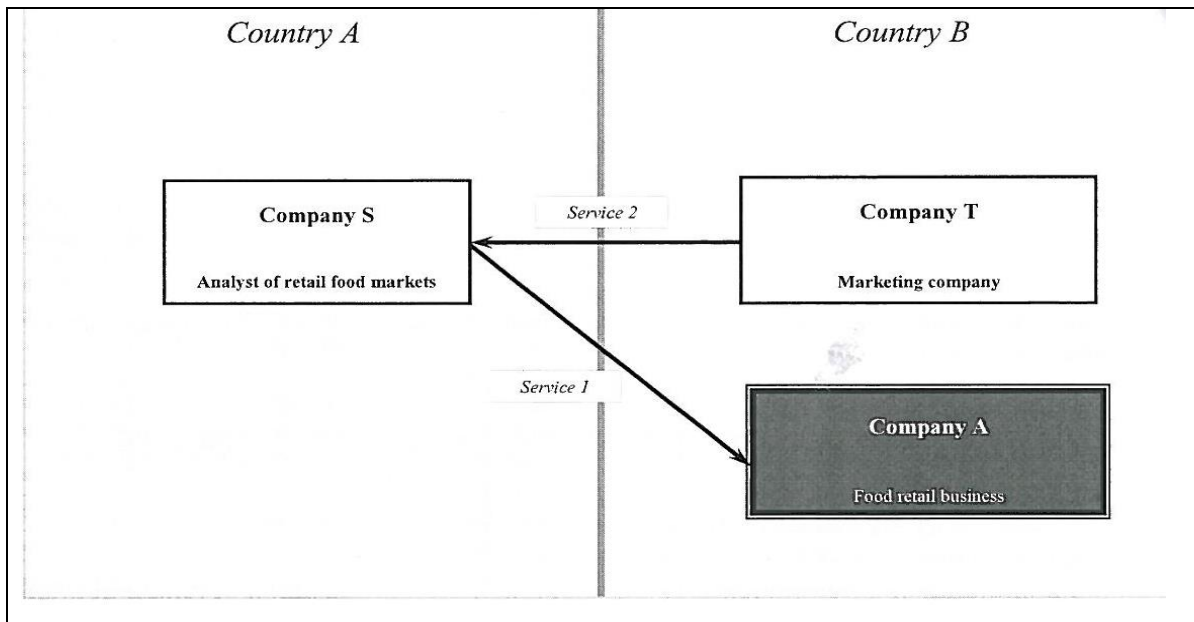 Country A
Country B
Company S
Analyst of retail food markets
Service 2
Company T
Marketing company
Service 1
Company A
Food retail business